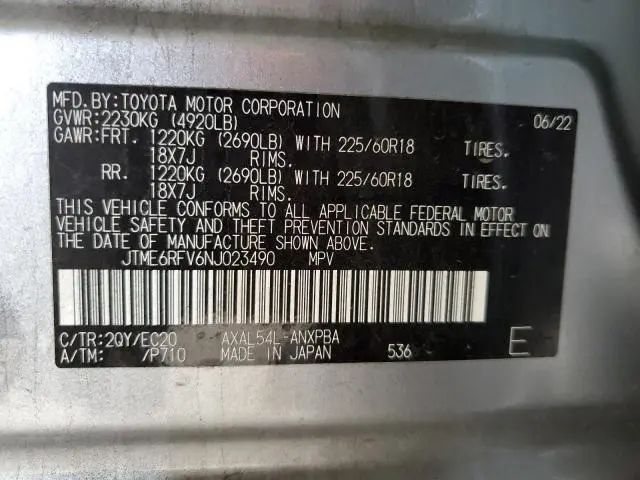 MFD.BY:TOYOTA MOTOR CORPORATION 06/22
GVWR:2230KG (4920LB)
GAWR:FRT. 1220KG (2690LB) WITH 225/60R18 TIRES.
18X7J RIMS.
RR. 1220KG (2690LB) WITH 225/60R18 TIRES.
18X7J RIMS.
THIS VEHICLE CONFORMS TO ALL APPLICABLE FEDERAL MOTOR
VEHICLE SAFETY AND THEFT PREVENTION STANDARDS IN EFFECT ON
THE DATE OF MANUFACTURE SHOWN ABOVE.
JTME6RFV6NJ023490 MPV
C/TR:2QY/EC20 AXAL54L-ANXPBA
A/TM: /P710 MADE IN JAPAN 536 E